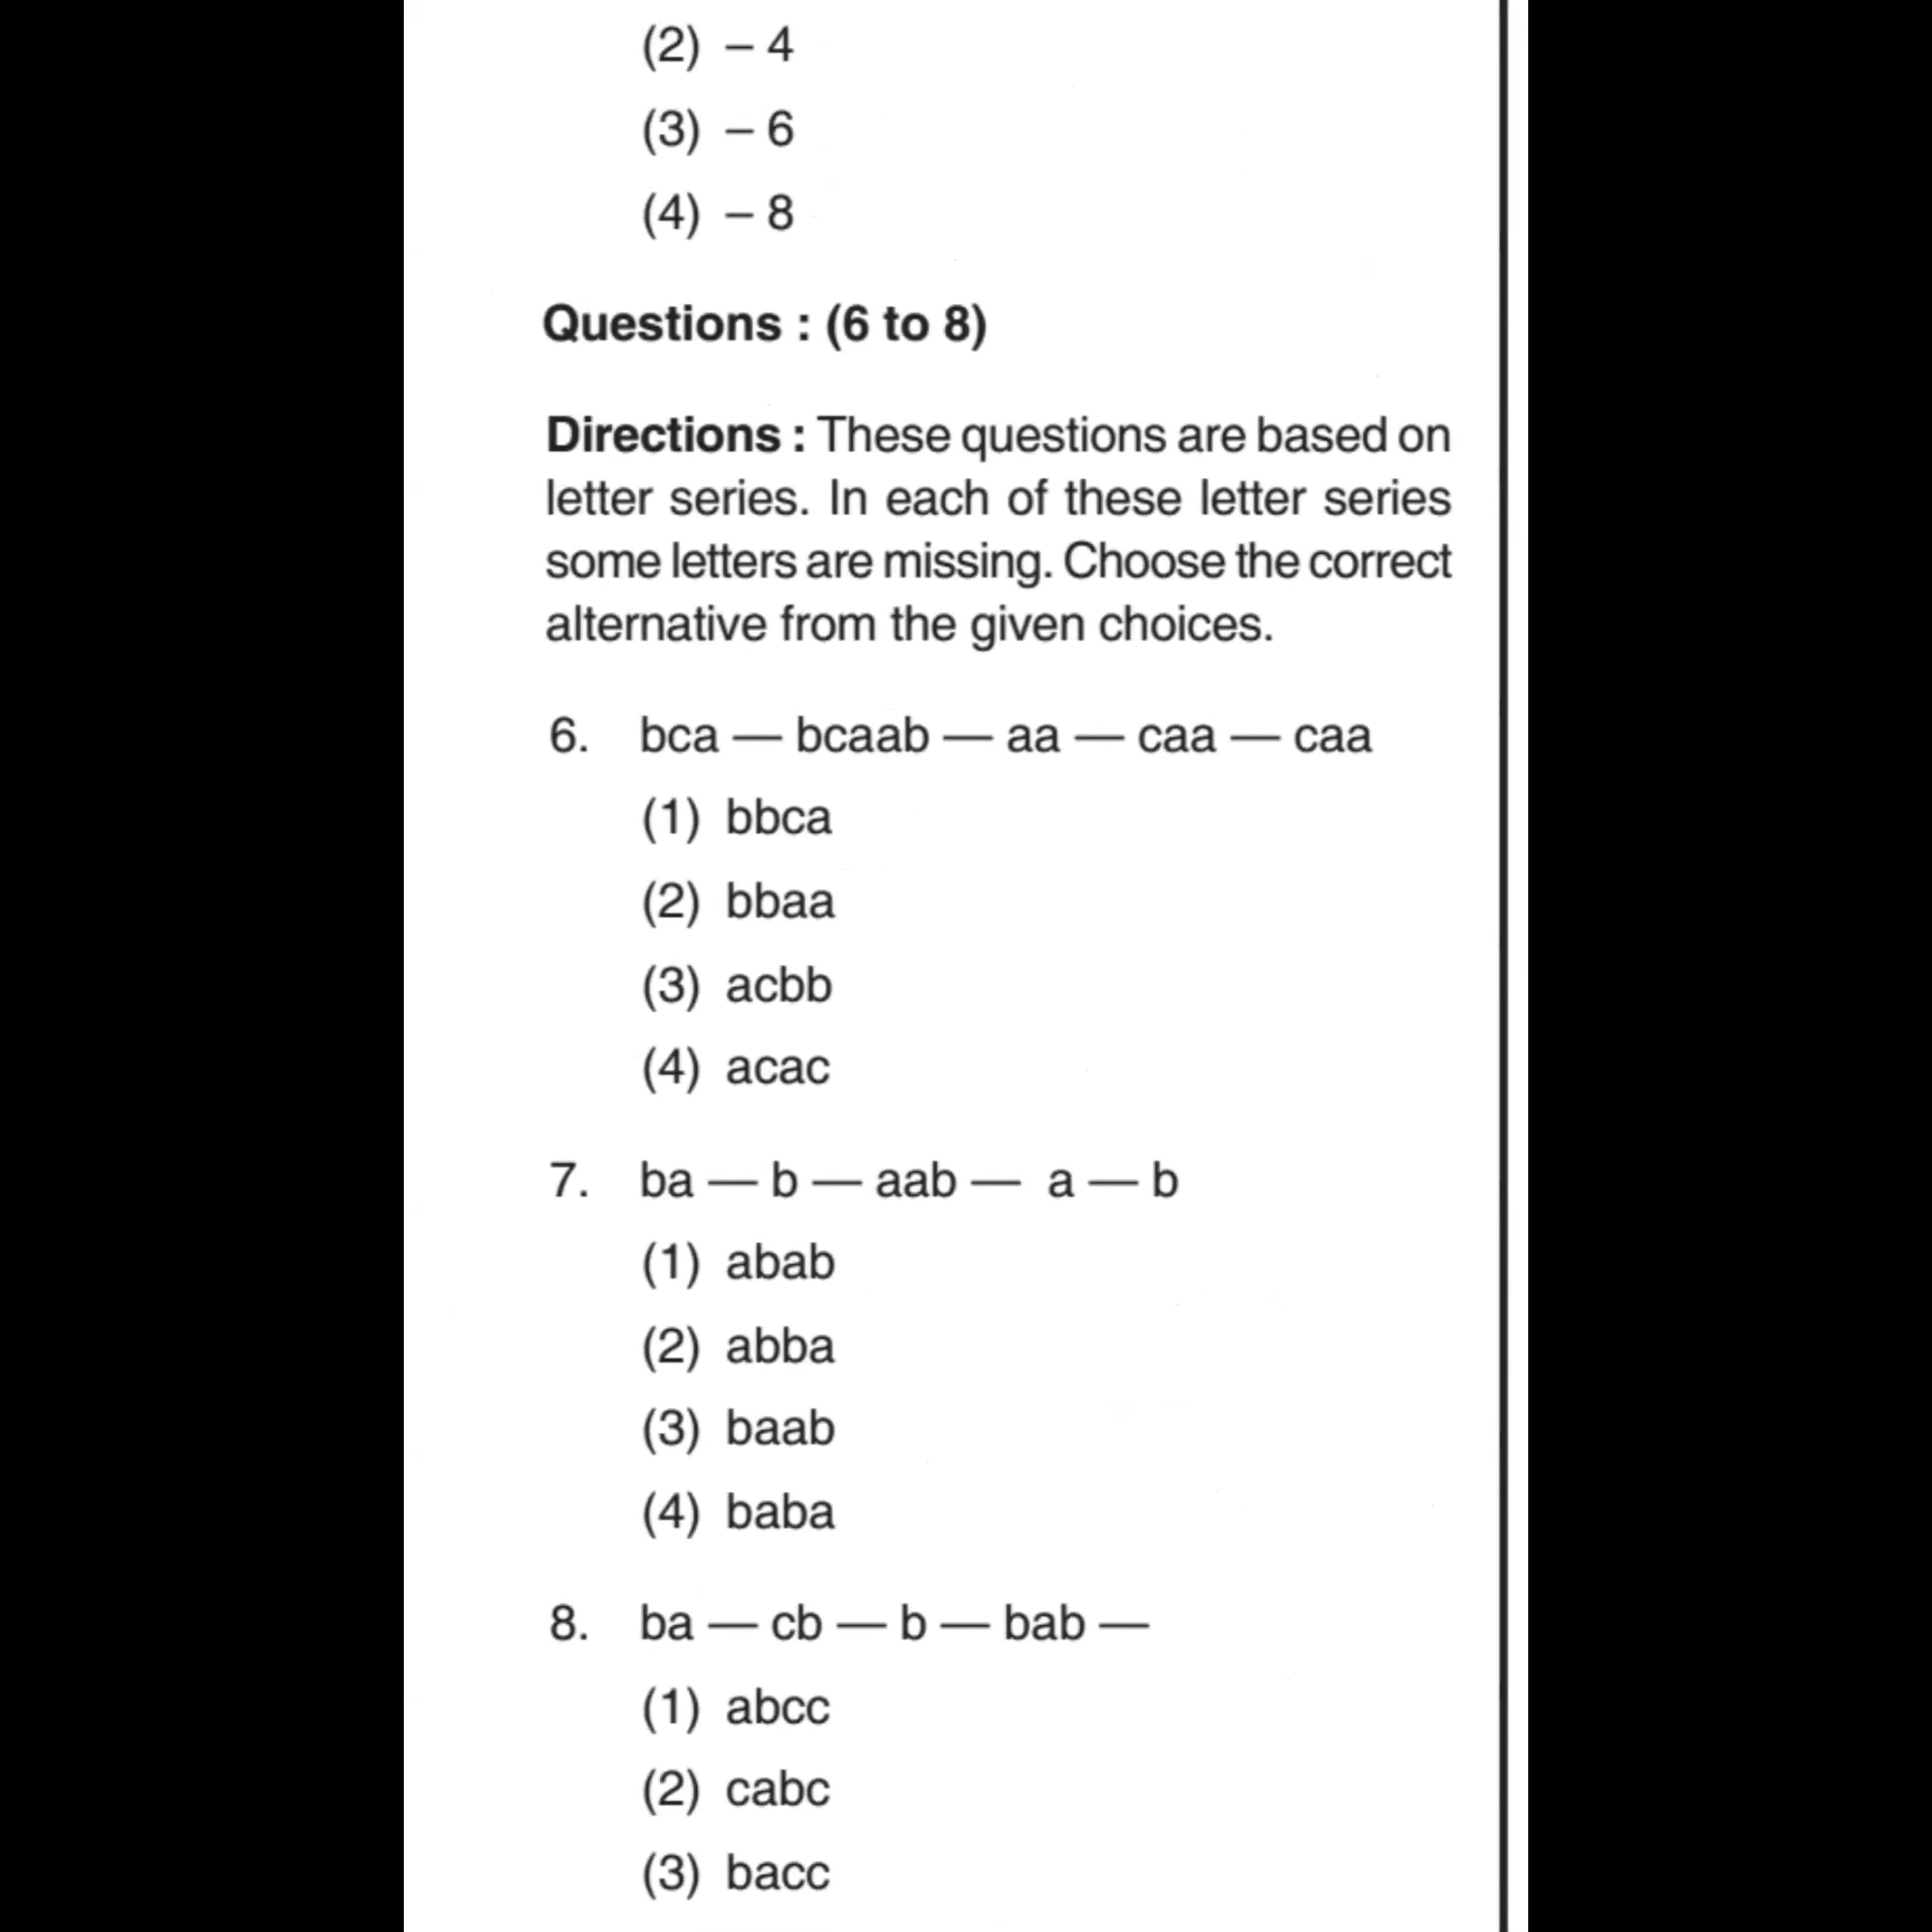 (2) – 4
(3) – 6
(4) – 8
Questions : (6 to 8)
Directions : These questions are based on
letter series. In each of these letter series
some letters are missing. Choose the correct
alternative from the given choices.
6. bca — bcaab — aa — caa — caa
(1) bbca
(2) bbaa
(3) acbb
(4) acac
7. ba — b — aab — a — b
(1) abab
(2) abba
(3) baab
(4) baba
8. ba — cb — b — bab —
(1) abcc
(2) cabc
(3) bacc